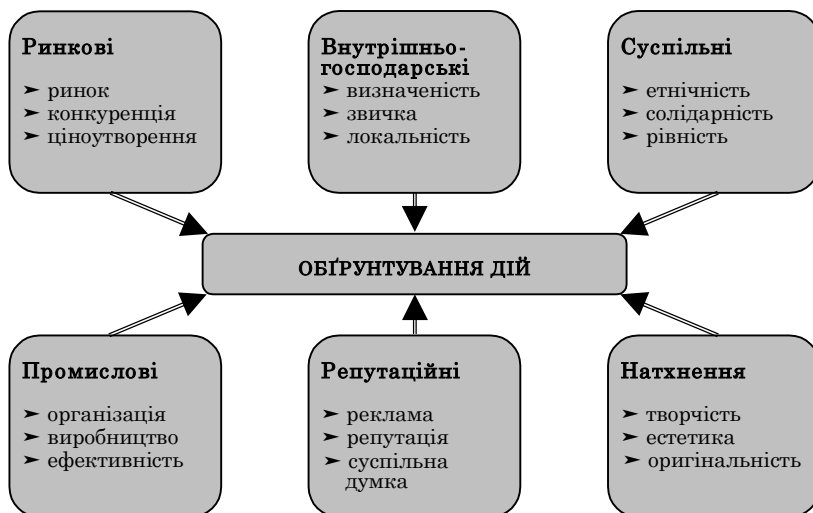 Ринкові
➤ ринок
➤ конкуренція
➤ ціноутворення
Внутрішньо-
господарські
➤ визначеність
➤ звичка
➤ локальність
Суспільні
➤ етнічність
➤ солідарність
➤ рівність
ОБҐРУНТУВАННЯ ДІЙ
Промислові
➤ організація
➤ виробництво
➤ ефективність
Репутаційні
➤ реклама
➤ репутація
➤ суспільна
думка
Натхнення
➤ творчість
➤ естетика
➤ оригінальність